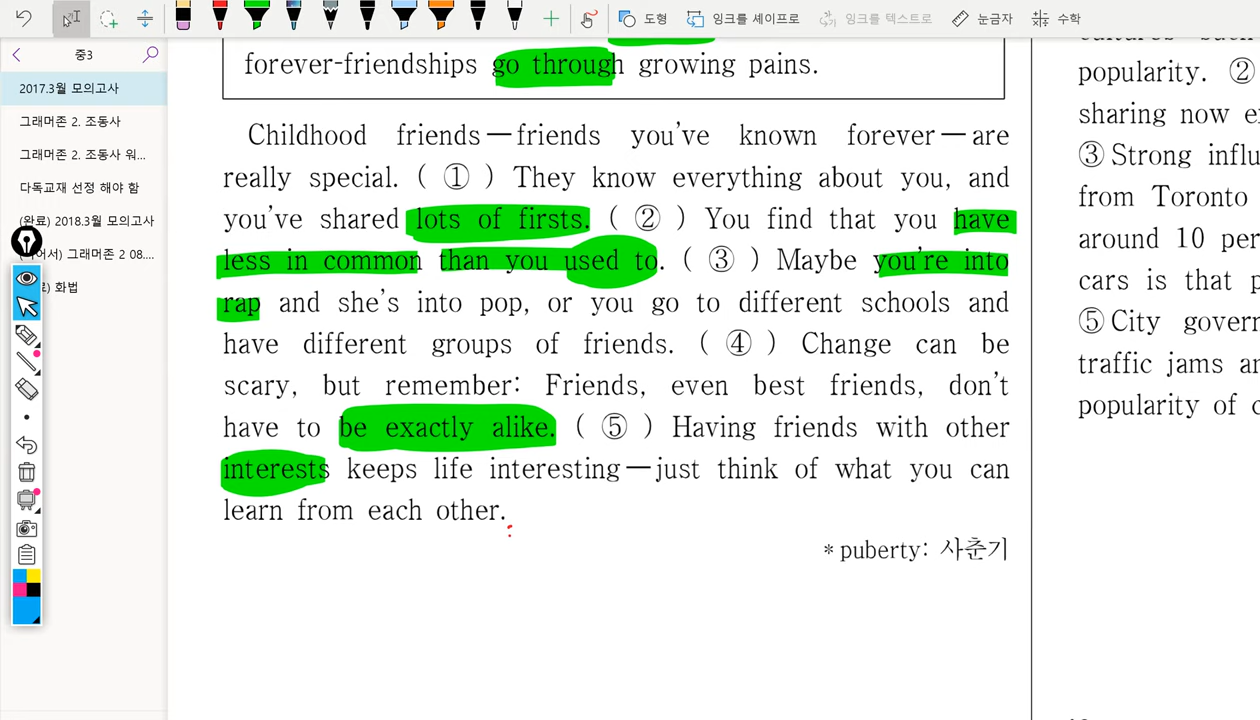 도형
잉크를 셰이프로
잉크를 텍스트로
눈금자
수학
중3
2017.3월 모의고사
그래머존 2. 조동사
그래머존 2. 조동사 워...
다독교재 선정 해야 함
(완료) 2018.3월 모의고사
어서) 그래머존 2 08....
) 화법
forever-friendships go through growing pains.
Childhood friends—friends you've known forever—are
really special. ( ① ) They know everything about you, and
you've shared lots of firsts. ( ② ) You find that you have
less in common than you used to. ( ③ ) Maybe you're into
rap and she's into pop, or you go to different schools and
have different groups of friends. ( ④ ) Change can be
scary, but remember: Friends, even best friends, don't
have to be exactly alike. ( ⑤ ) Having friends with other
interests keeps life interesting—just think of what you can
learn from each other.
* puberty: 사춘기
popularity. ②
sharing now e
③ Strong influ
from Toronto
around 10 per
cars is that p
⑤ City govern
traffic jams a
popularity of c